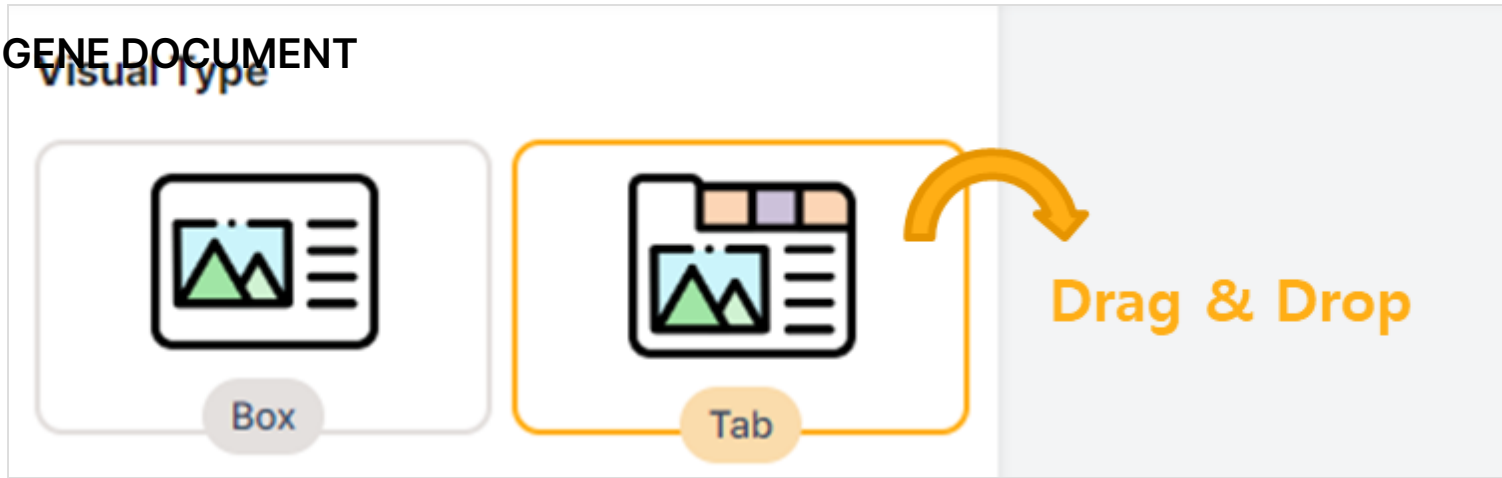 GENE DOCUMENT
Visual Type
Box
Tab
Drag & Drop